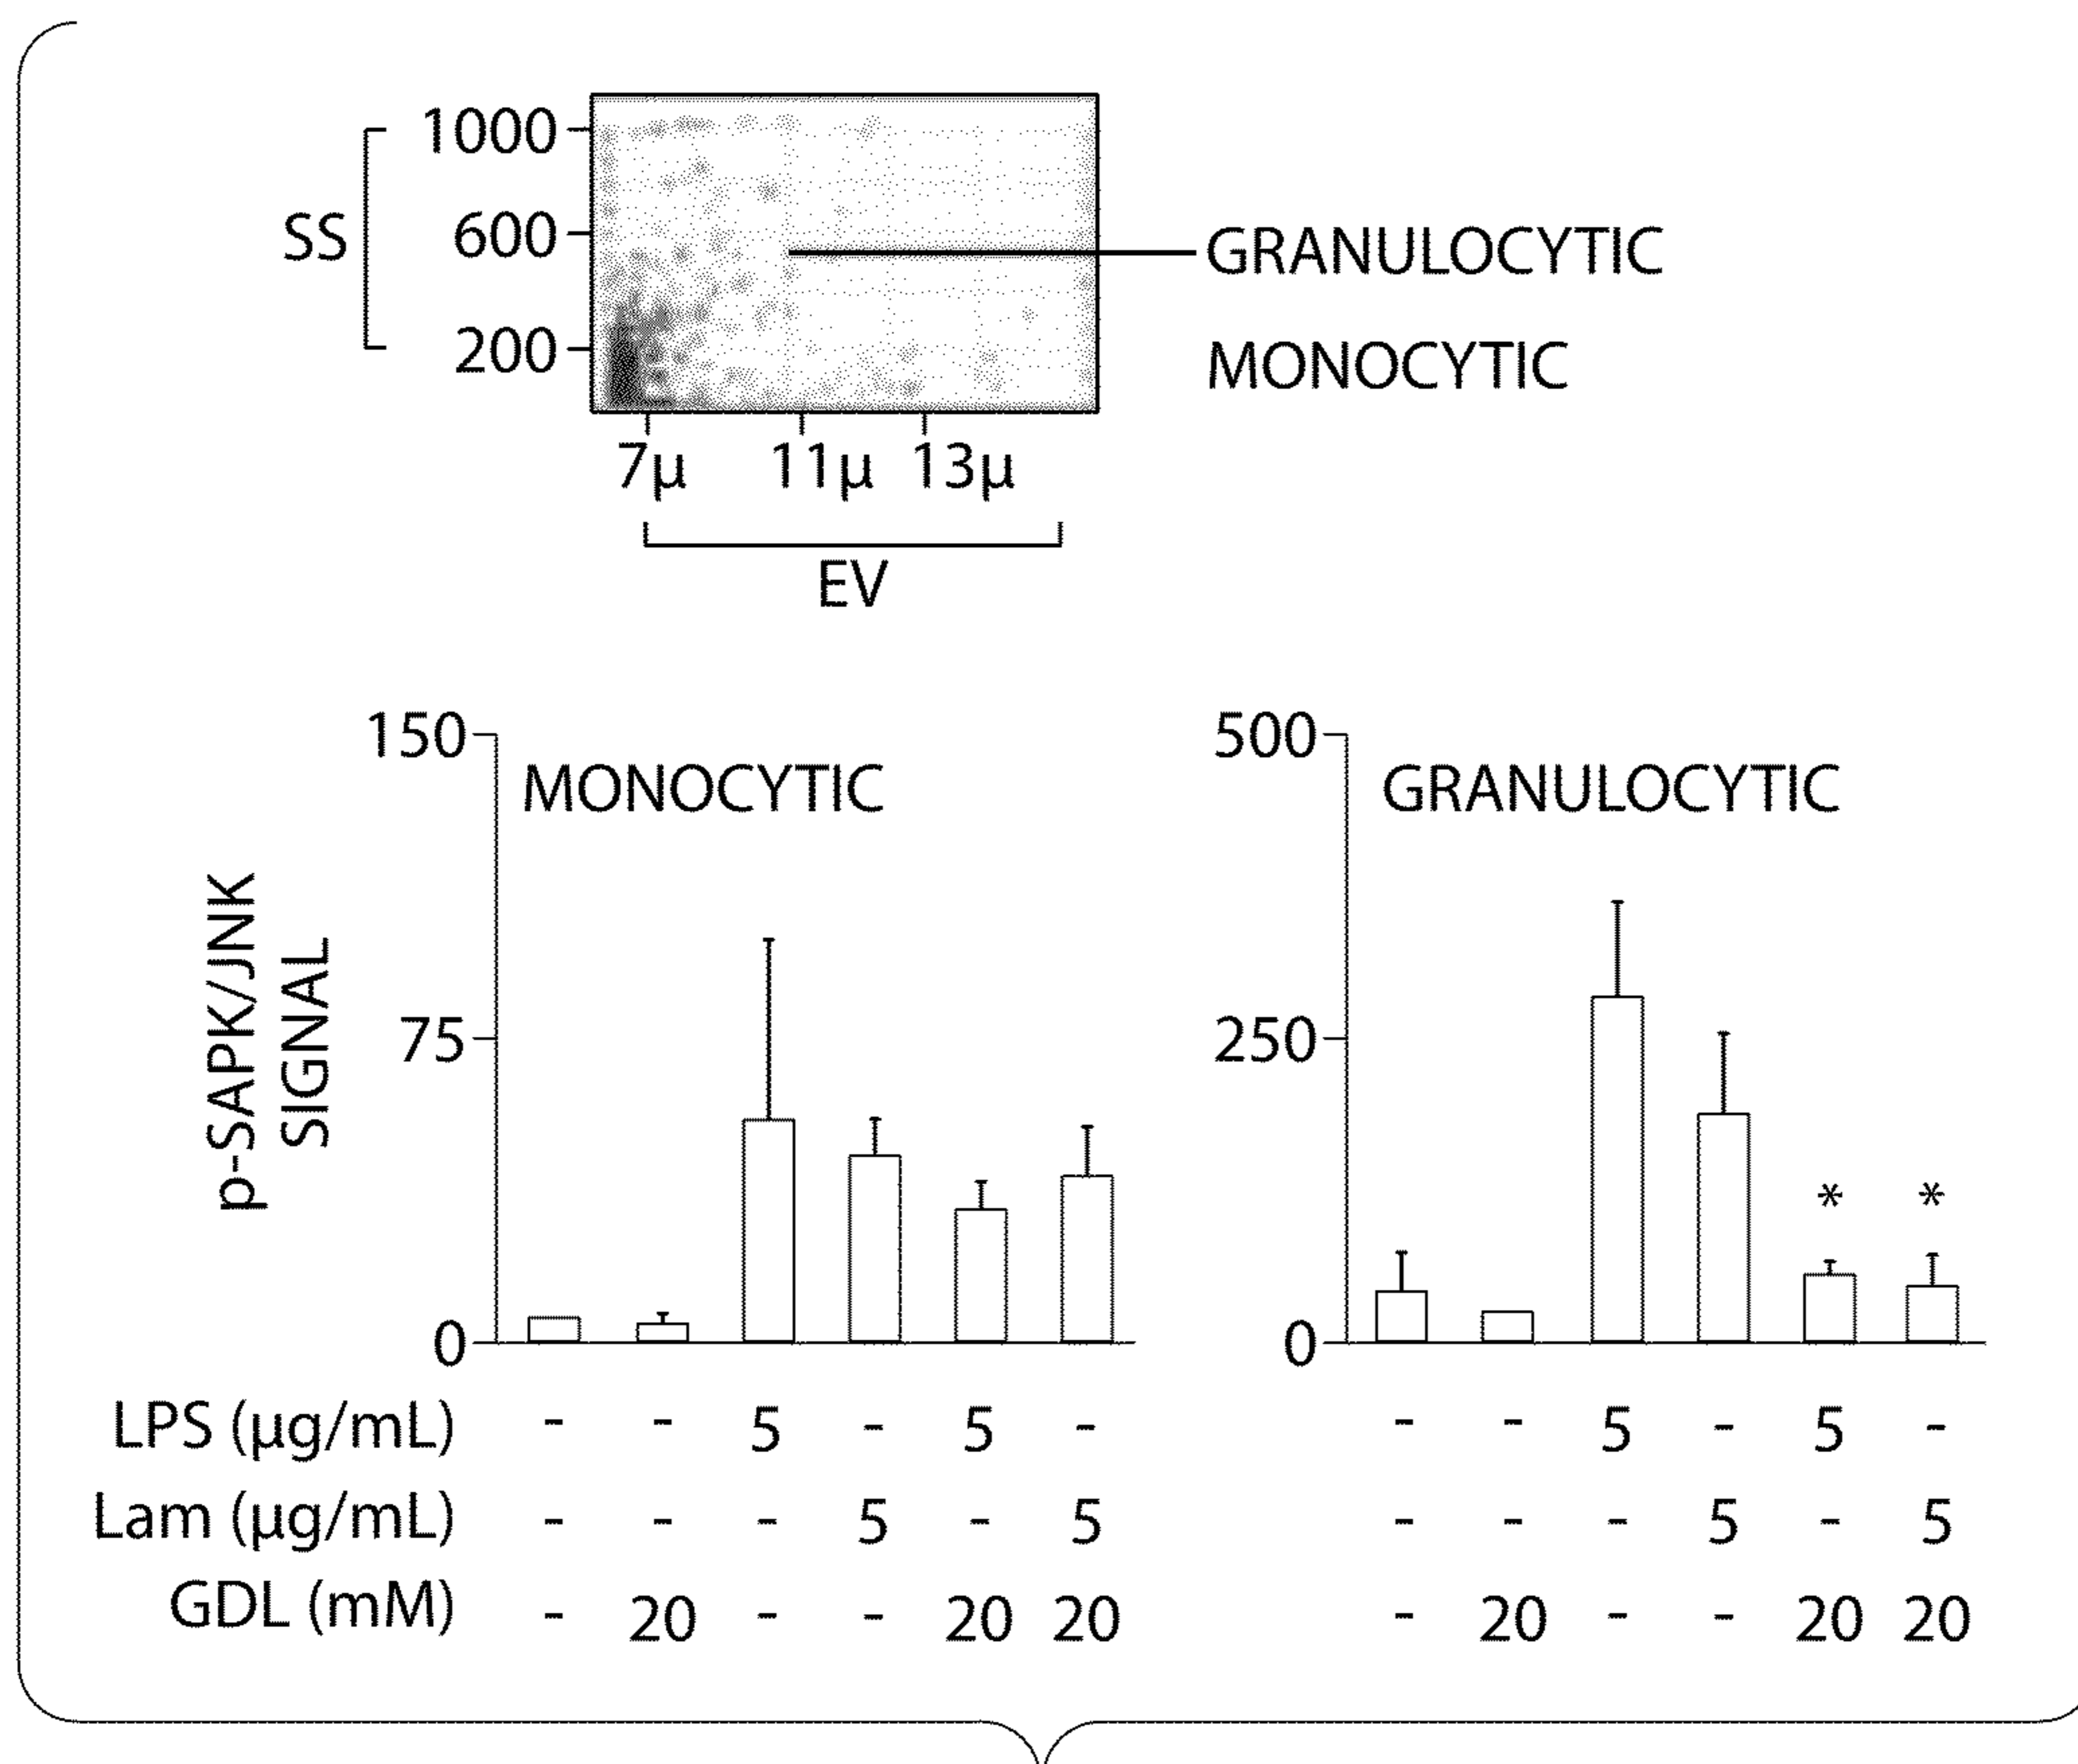 1000
SS
600
GRANULOCYTIC
200
MONOCYTIC
7µ 11µ 13µ
EV
150
MONOCYTIC
75
0
p-SAPK/JNK
SIGNAL
500
GRANULOCYTIC
250
0
* *
LPS (µg/mL) - - 5 - 5 - - - 5 - 5 -
Lam (µg/mL) - - - 5 - 5 - - - 5 - 5
GDL (mM) - 20 - - 20 20 - 20 - - 20 20